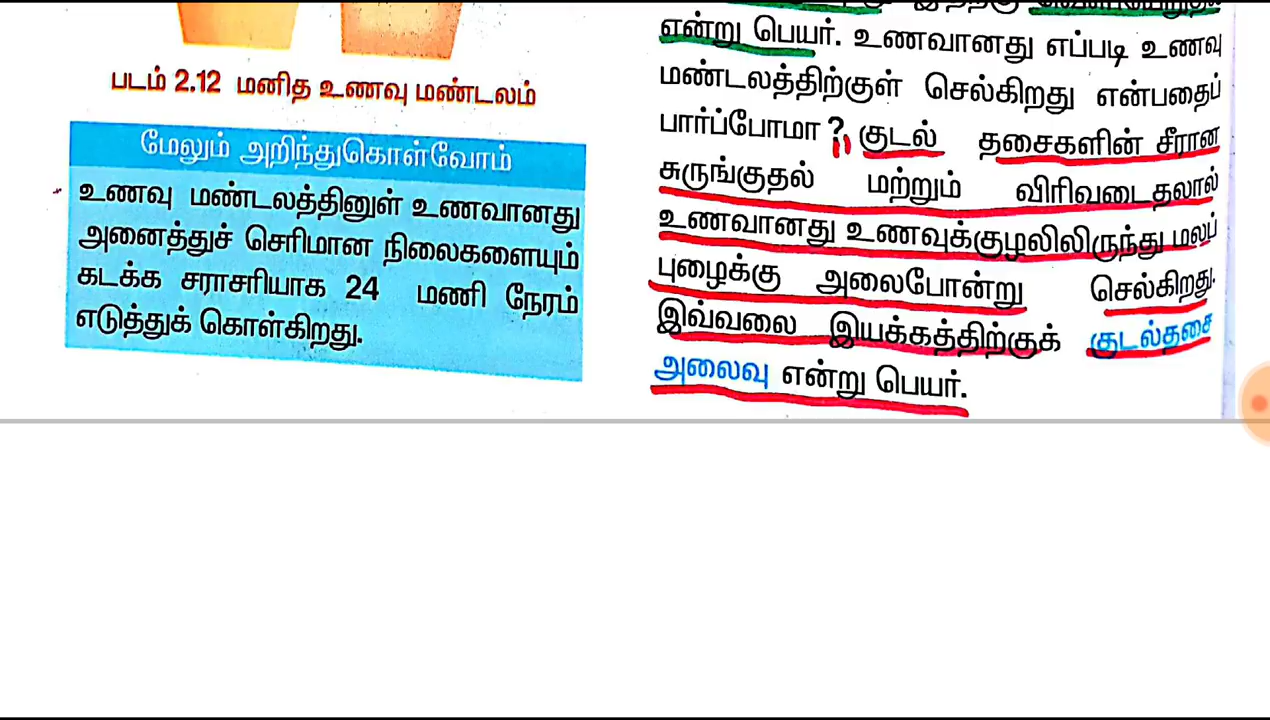 படம் 2.12 மனித உணவு மண்டலம்
மேலும் அறிந்துகொள்வோம்
உணவு மண்டலத்தினுள் உணவானது
அனைத்துச் செரிமான நிலைகளையும்
கடக்க சராசரியாக 24 மணி நேரம்
எடுத்துக் கொள்கிறது.
என்று பெயர். உணவானது எப்படி உணவு
மண்டலத்திற்குள் செல்கிறது என்பதைப்
பார்ப்போமா? குடல் தசைகளின் சீரான
சுருங்குதல் மற்றும் விரிவடைதலால்
உணவானது உணவுக்குழலிலிருந்து மலப்
புழைக்கு அலைபோன்று செல்கிறது.
இவ்வலை இயக்கத்திற்குக் குடல்தசை
அலைவு என்று பெயர்.